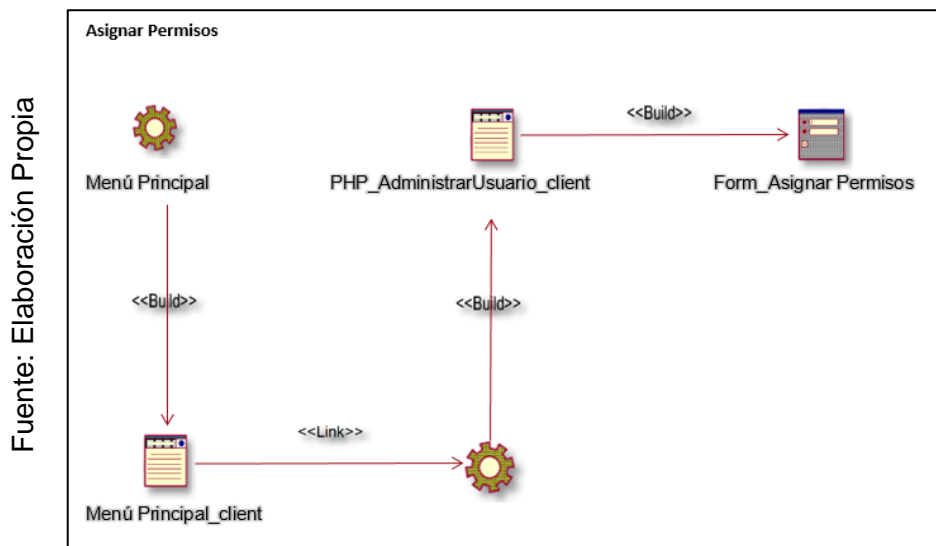 Asignar Permisos
Fuente: Elaboración Propia
<<Build>>
Menú Principal
PHP_AdministrarUsuario_client
Form_Asignar Permisos
<<Build>>
<<Build>>
<<Link>>
Menú Principal_client